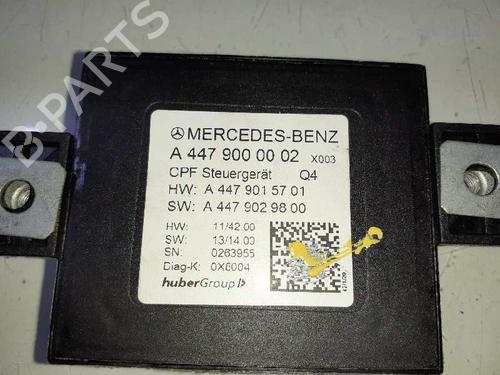 B-PARTS
MERCEDES-BENZ
A 447 900 00 02 X003
CPF Steuergerät Q4
HW: A 447 901 57 01
SW: A 447 902 98 00
HW: 11/42.00
SW: 13/14.00
SN: 0263955
Diag-K: 0X6004
huberGroup